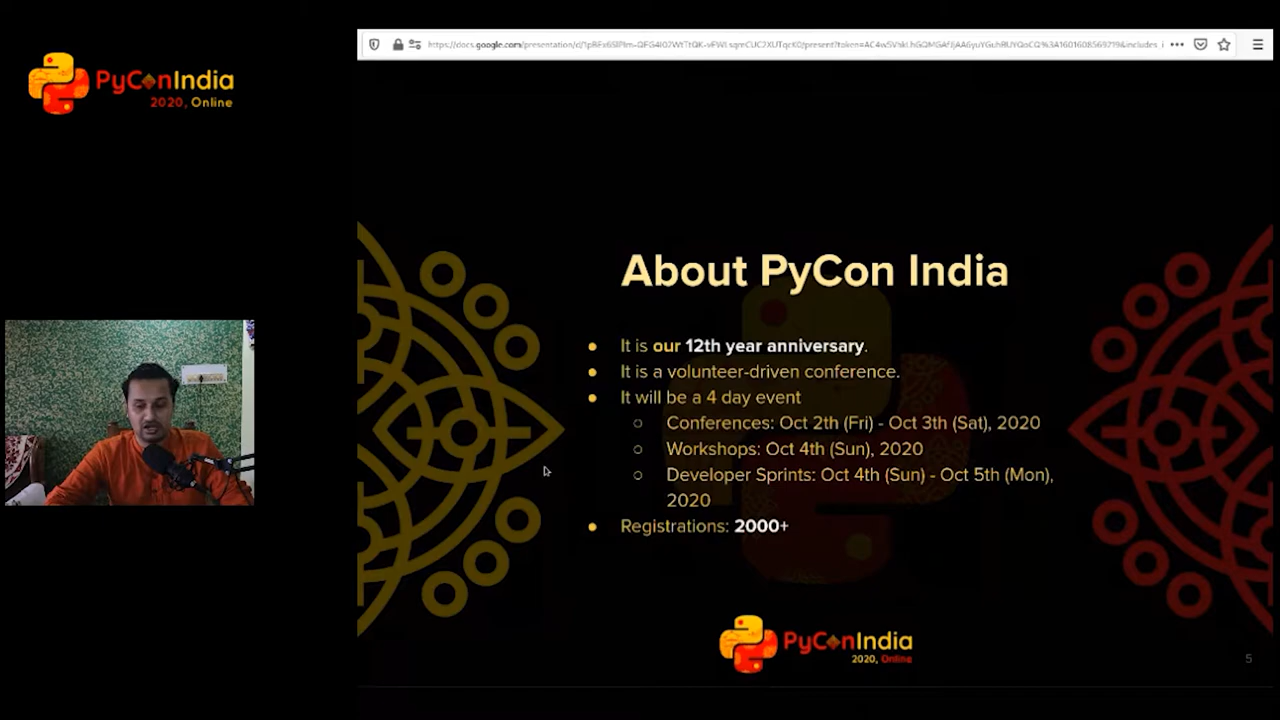 PyConIndia
2020, Online
About PyCon India
It is our 12th year anniversary.
It is a volunteer-driven conference.
It will be a 4 day event
Conferences: Oct 2th (Fri) - Oct 3th (Sat), 2020
Workshops: Oct 4th (Sun), 2020
Developer Sprints: Oct 4th (Sun) - Oct 5th (Mon),
2020
Registrations: 2000+
PyConIndia
2020, Online
5